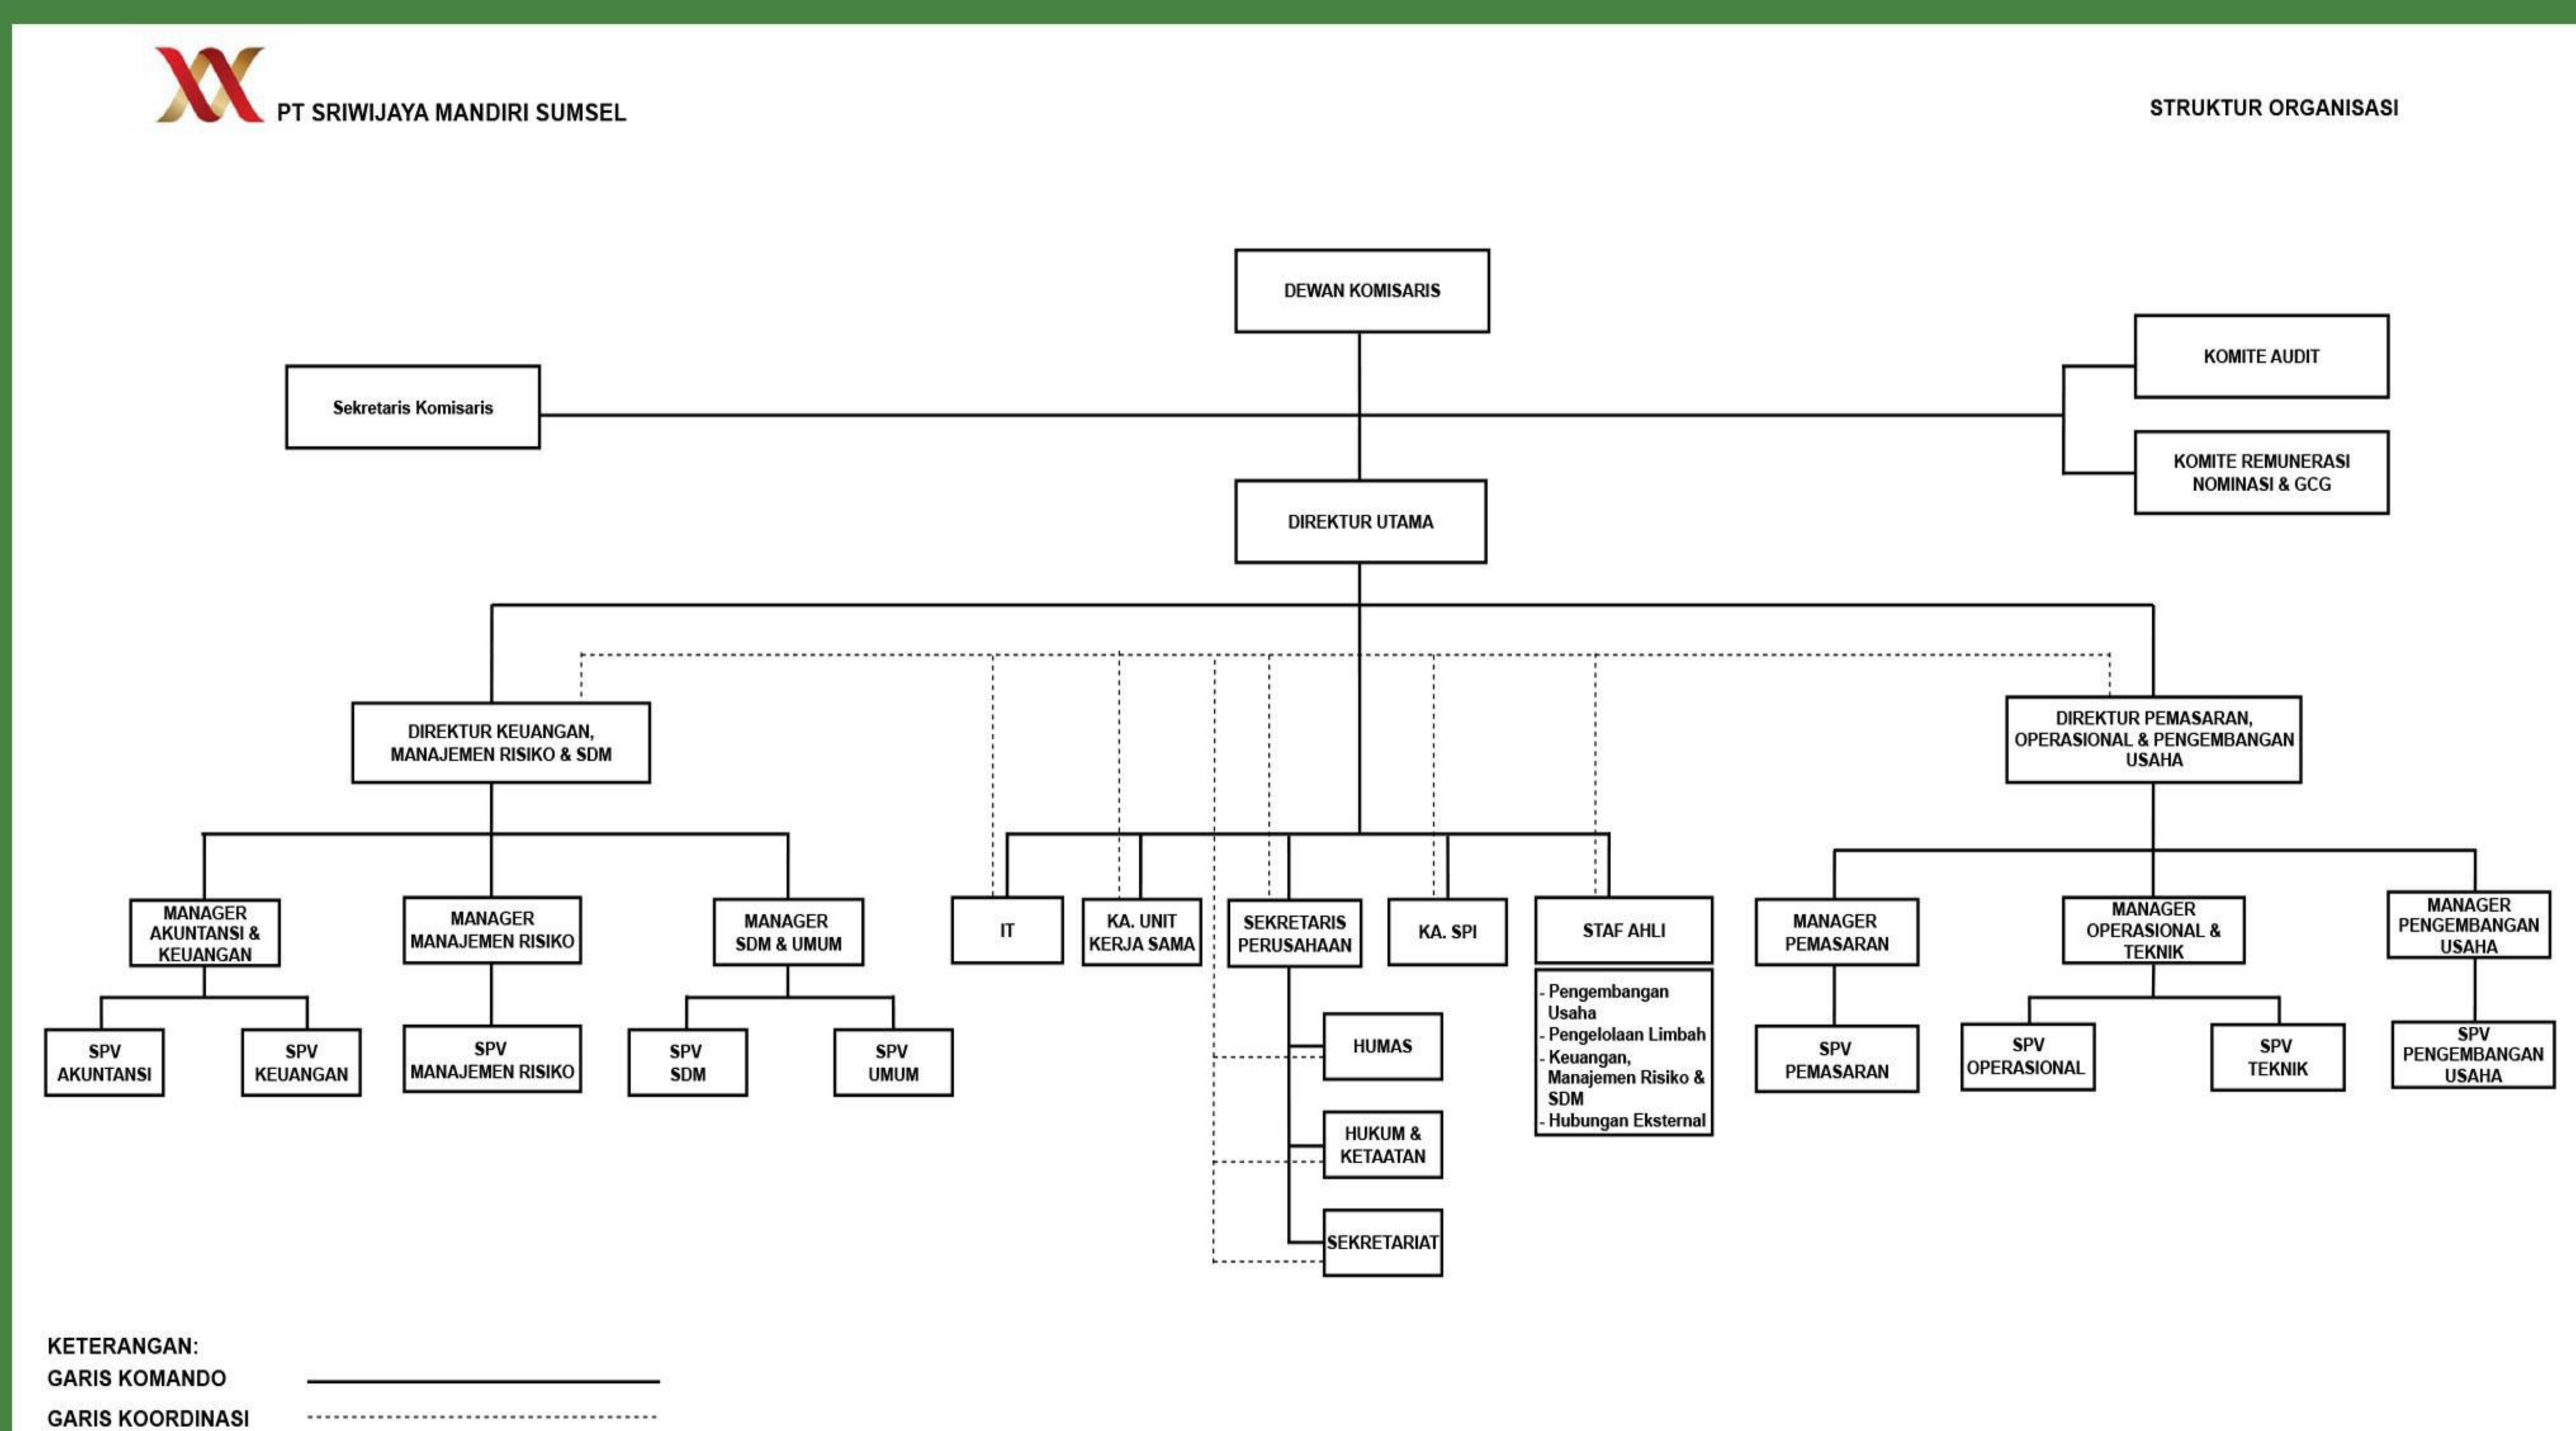 PT SRIWIJAYA MANDIRI SUMSEL
STRUKTUR ORGANISASI
DEWAN KOMISARIS
Sekretaris Komisaris
KOMITE AUDIT
KOMITE REMUNERASI
NOMINASI & GCG
DIREKTUR UTAMA
DIREKTUR KEUANGAN,
MANAJEMEN RISIKO & SDM
DIREKTUR PEMASARAN,
OPERASIONAL & PENGEMBANGAN
USAHA
MANAGER
AKUNTANSI &
KEUANGAN
MANAGER
MANAJEMEN RISIKO
MANAGER
SDM & UMUM
IT
KA. UNIT
KERJA SAMA
SEKRETARIS
PERUSAHAAN
KA. SPI
STAF AHLI
MANAGER
PEMASARAN
MANAGER
OPERASIONAL &
TEKNIK
MANAGER
PENGEMBANGAN
USAHA
SPV
AKUNTANSI
SPV
KEUANGAN
SPV
MANAJEMEN RISIKO
SPV
SDM
SPV
UMUM
HUMAS
HUKUM &
KETAATAN
SEKRETARIAT
- Pengembangan
Usaha
- Pengelolaan Limbah
- Keuangan,
Manajemen Risiko &
SDM
- Hubungan Eksternal
SPV
PEMASARAN
SPV
OPERASIONAL
SPV
TEKNIK
SPV
PENGEMBANGAN
USAHA
KETERANGAN:
GARIS KOMANDO
GARIS KOORDINASI